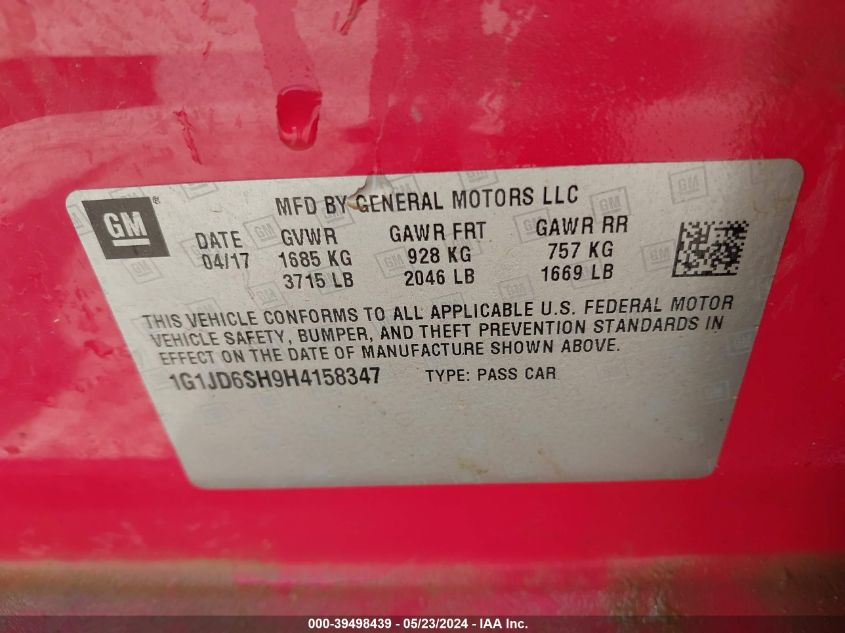 GM ®
MFD BY GENERAL MOTORS LLC
DATE GVWR GAWR FRT GAWR RR
04/17 1685 KG 928 KG 757 KG
3715 LB 2046 LB 1669 LB
THIS VEHICLE CONFORMS TO ALL APPLICABLE U.S. FEDERAL MOTOR
VEHICLE SAFETY, BUMPER, AND THEFT PREVENTION STANDARDS IN
EFFECT ON THE DATE OF MANUFACTURE SHOWN ABOVE.
1G1JD6SH9H4158347 TYPE: PASS CAR
000-39498439 - 05/23/2024 - IAA Inc.